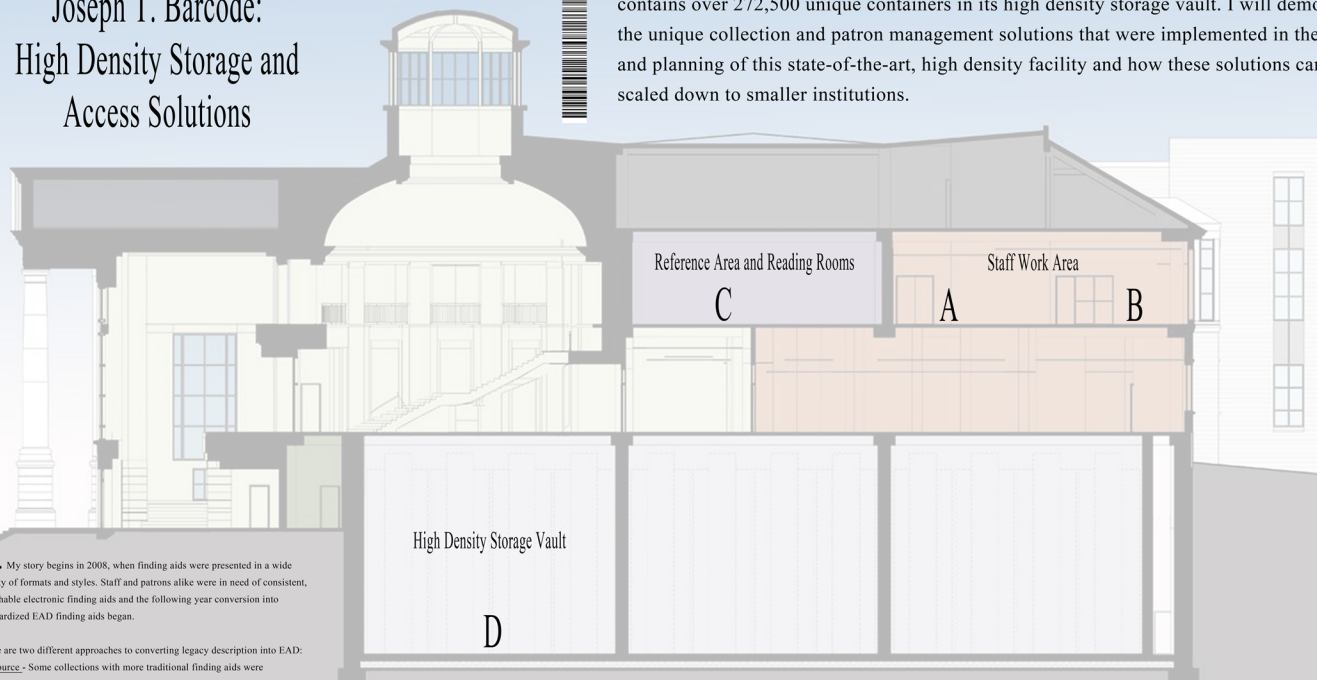 Joseph T. Barcode:
High Density Storage and
Access Solutions
contains over 272,500 unique containers in its high density storage vault. I will
the unique collection and patron management solutions that were implemented in the
and planning of this state-of-the-art, high density facility and how these solutions
scaled down to smaller institutions.
Reference Area and Reading Rooms
Staff Work Area
C
A
B
High Density Storage Vault
D
My story begins in 2008, when finding aids were presented in a wide
of formats and styles. Staff and patrons alike were in need of consistent,
electronic finding aids and the following year conversion into
EAD finding aids began.
are two different approaches to converting legacy description into EAD:
- Some collections with more traditional finding aids were